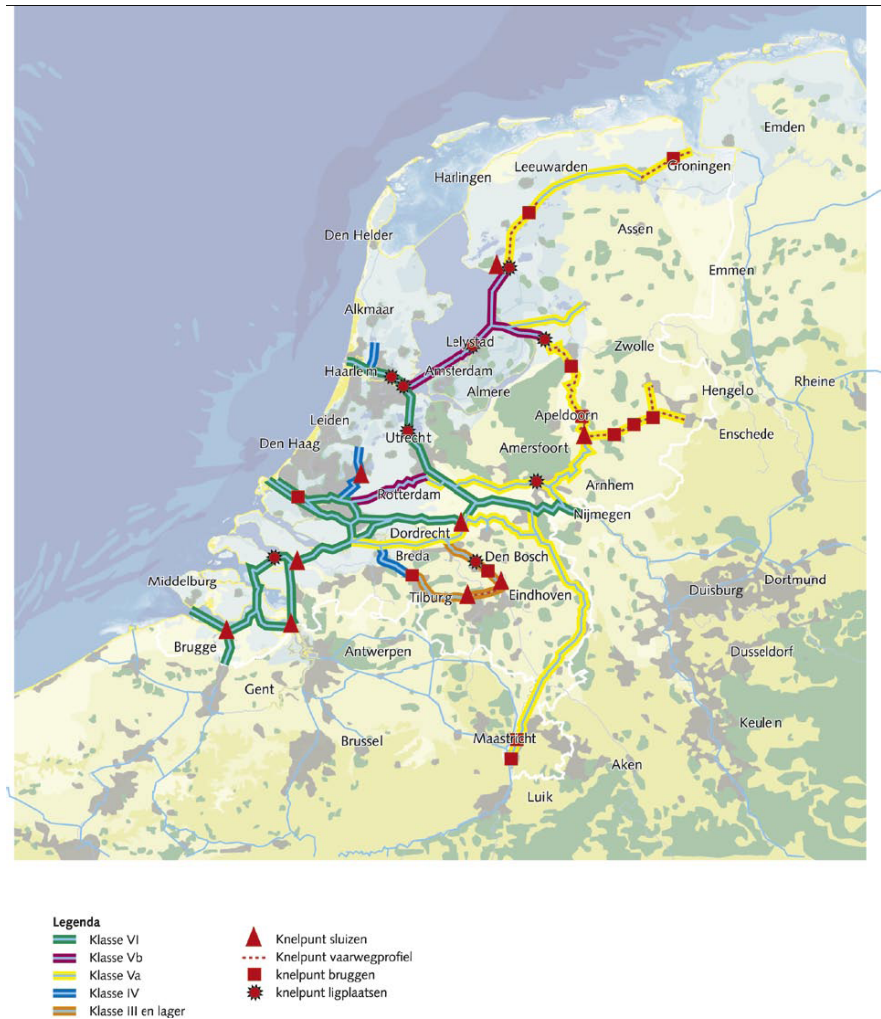 Emden
Leeuwarden
Groningen
Harlingen
Assen
Den Helder
Emmen
Alkmaar
Lelystad
Zwolle
Haarlem
Amsterdam
Almere
Hengelo
Rheine
Leiden
Apeldoorn
Utrecht
Enschede
Den Haag
Amersfoort
Arnhem
Rotterdam
Nijmegen
Dordrecht
Breda
Den Bosch
Middelburg
Tilburg
Eindhoven
Duisburg
Dortmund
Brugge
Antwerpen
Dusseldorf
Gent
Keulen
Maastricht
Brussel
Aken
Luik
Legenda
Klasse VI
Klasse Vb
Klasse Va
Klasse IV
Klasse III en lager
Knelpunt sluizen
Knelpunt vaarwegprofiel
knelpunt bruggen
knelpunt ligplaatsen